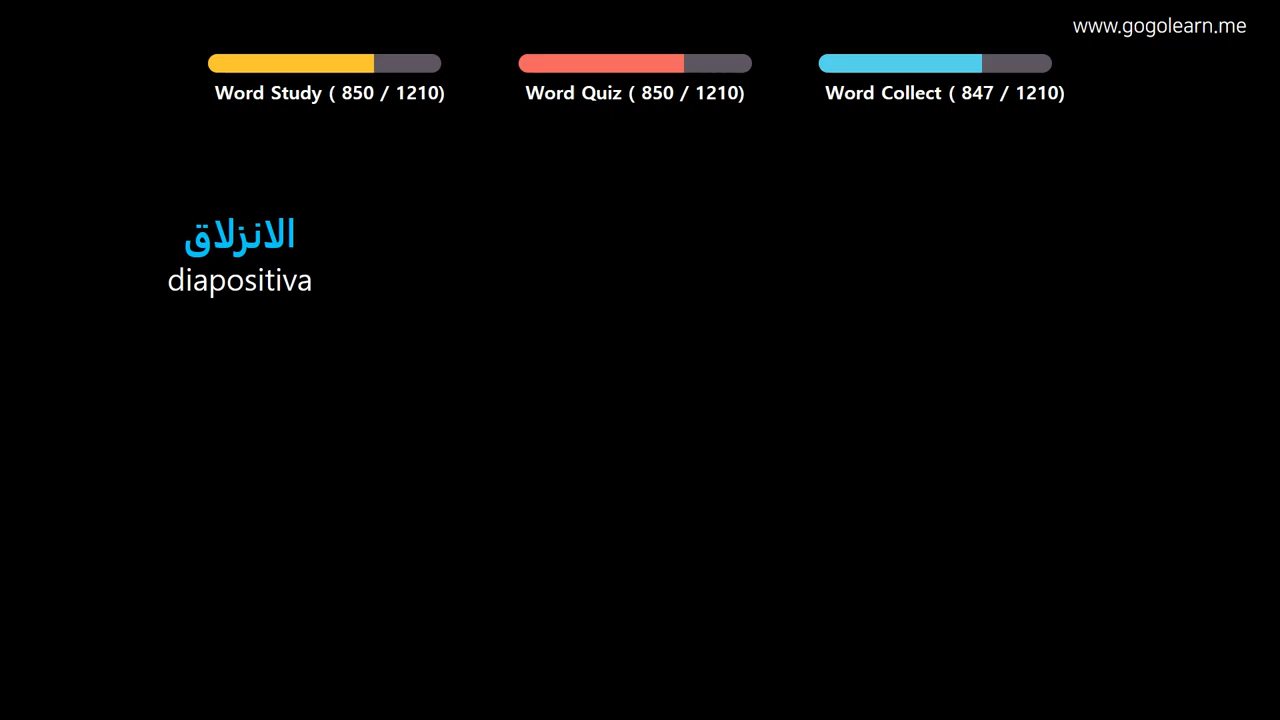 www.gogolearn.me
Word Study ( 850 / 1210)
Word Quiz ( 850 / 1210)
Word Collect ( 847 / 1210)
الانزلاق
diapositiva